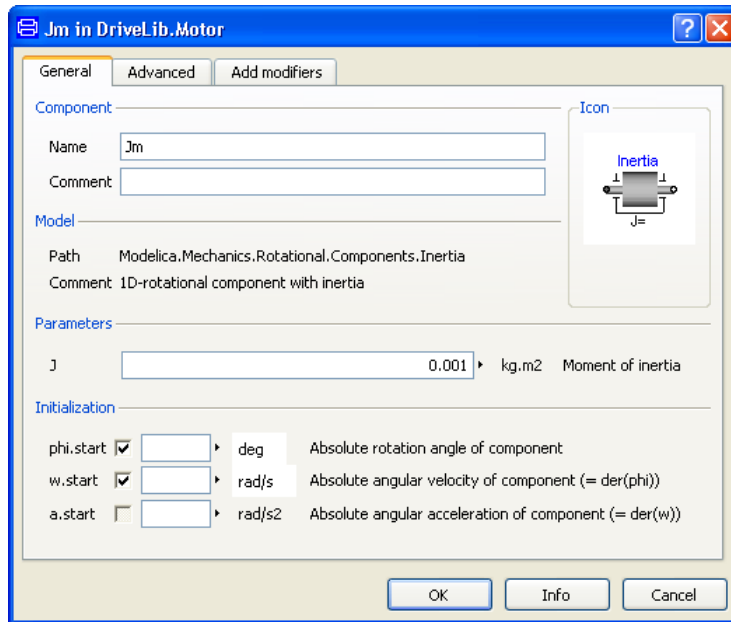 Jm in DriveLib.Motor
General Advanced Add modifiers
Component
Icon
Name Jm
Comment
Inertia
J=
Model
Path Modelica.Mechanics.Rotational.Components.Inertia
Comment 1D-rotational component with inertia
Parameters
J 0.001 kg.m2 Moment of inertia
Initialization
phi.start deg Absolute rotation angle of component
w.start rad/s Absolute angular velocity of component (= der(phi))
a.start rad/s2 Absolute angular acceleration of component (= der(w))
OK Info Cancel